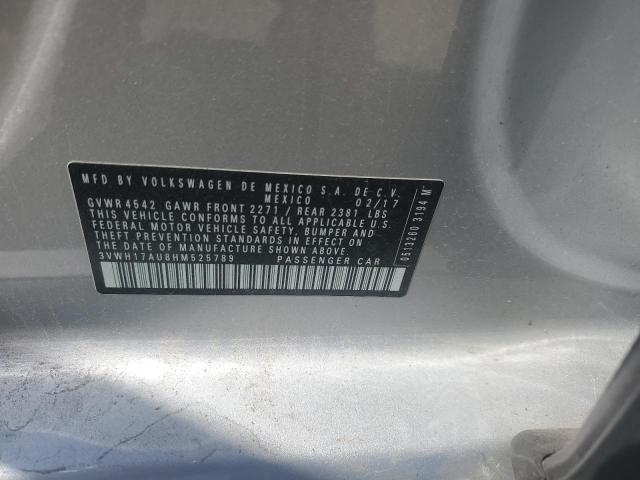 MFD BY VOLKSWAGEN DE MEXICO S.A. DE C.V.
MEXICO 02/17
GVWR 4542 GAWR FRONT 2271 / REAR 2381 LBS
THIS VEHICLE CONFORMS TO ALL APPLICABLE U.S.
FEDERAL MOTOR VEHICLE SAFETY, BUMPER AND
THEFT PREVENTION STANDARDS IN EFFECT ON
THE DATE OF MANUFACTURE SHOWN ABOVE.
3VWH17AU8HM525789 PASSENGER CAR
0513260 3194 M